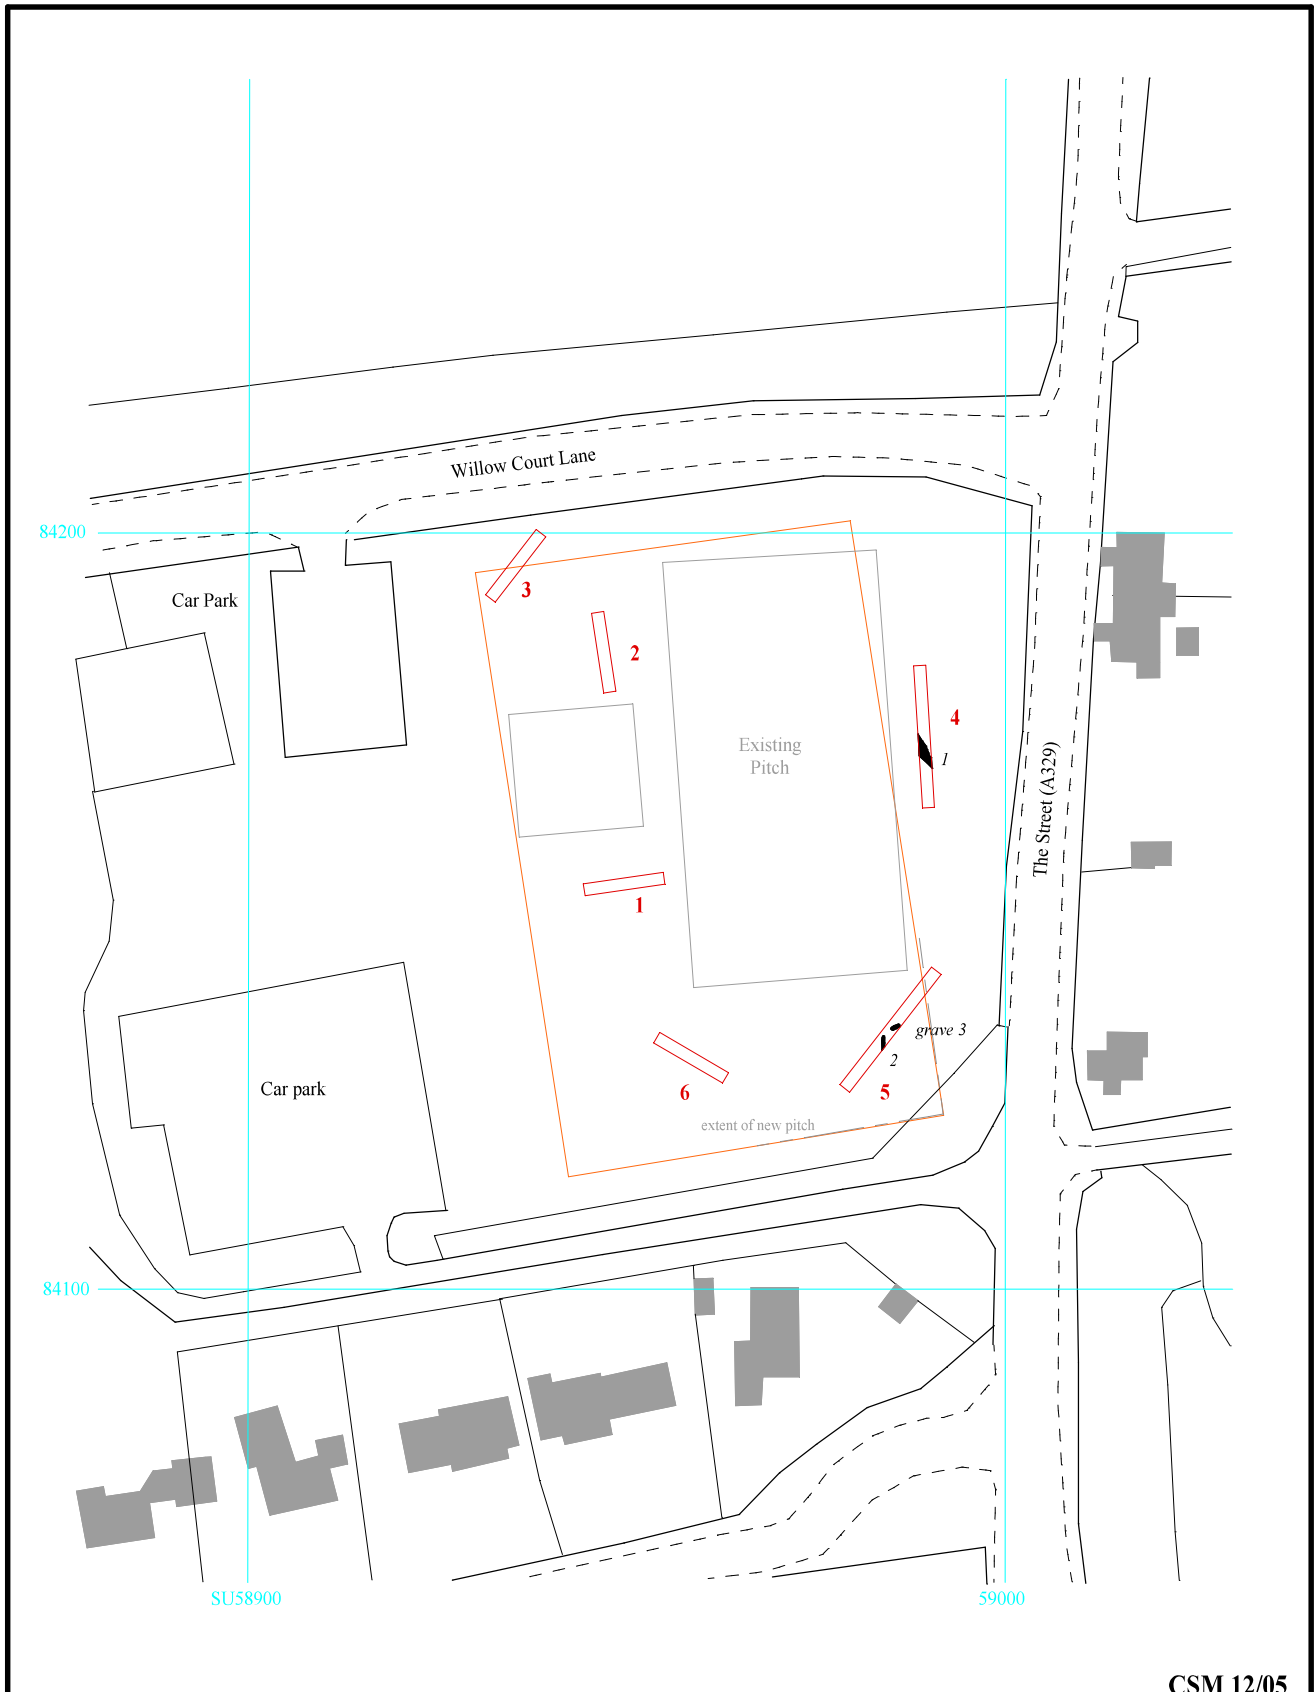 Willow Court Lane
84200
Car Park
3
2
4
Existing
Pitch
1
The Street (A329)
1
grave 3
2
Car park
6
5
extent of new pitch
84100
SU58900
59000
CSM 12/05